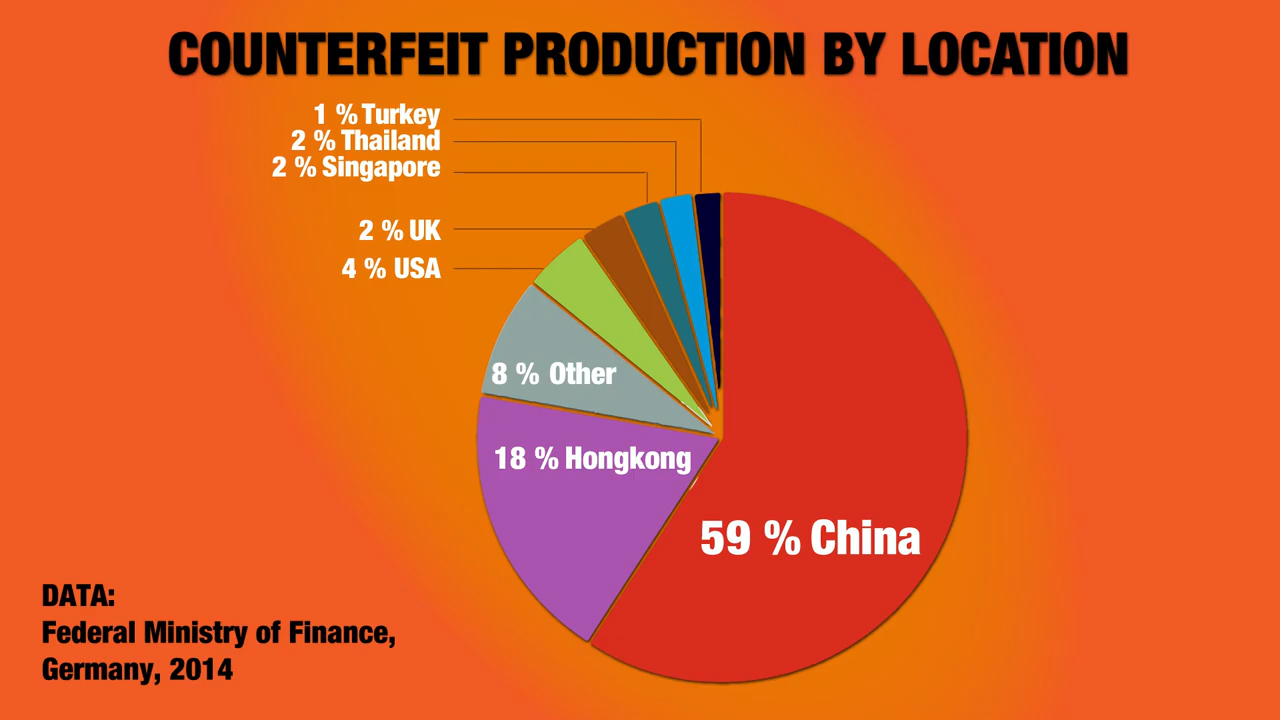 COUNTERFEIT PRODUCTION BY LOCATION
1 % Turkey
2 % Thailand
2 % Singapore
2 % UK
4 % USA
8 % Other
18 % Hongkong
59 % China
DATA:
Federal Ministry of Finance,
Germany, 2014